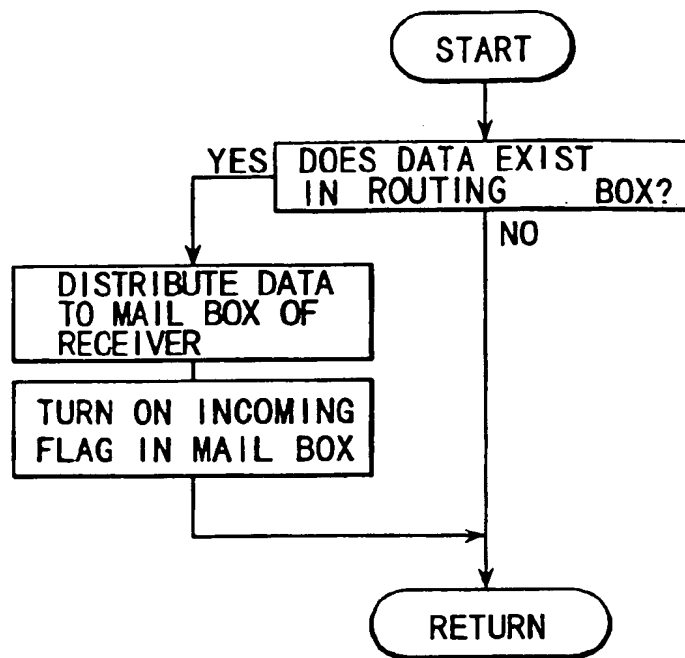 START
YES
DOES DATA EXIST
IN ROUTING BOX?
NO
DISTRIBUTE DATA
TO MAIL BOX OF
RECEIVER
TURN ON INCOMING
FLAG IN MAIL BOX
RETURN